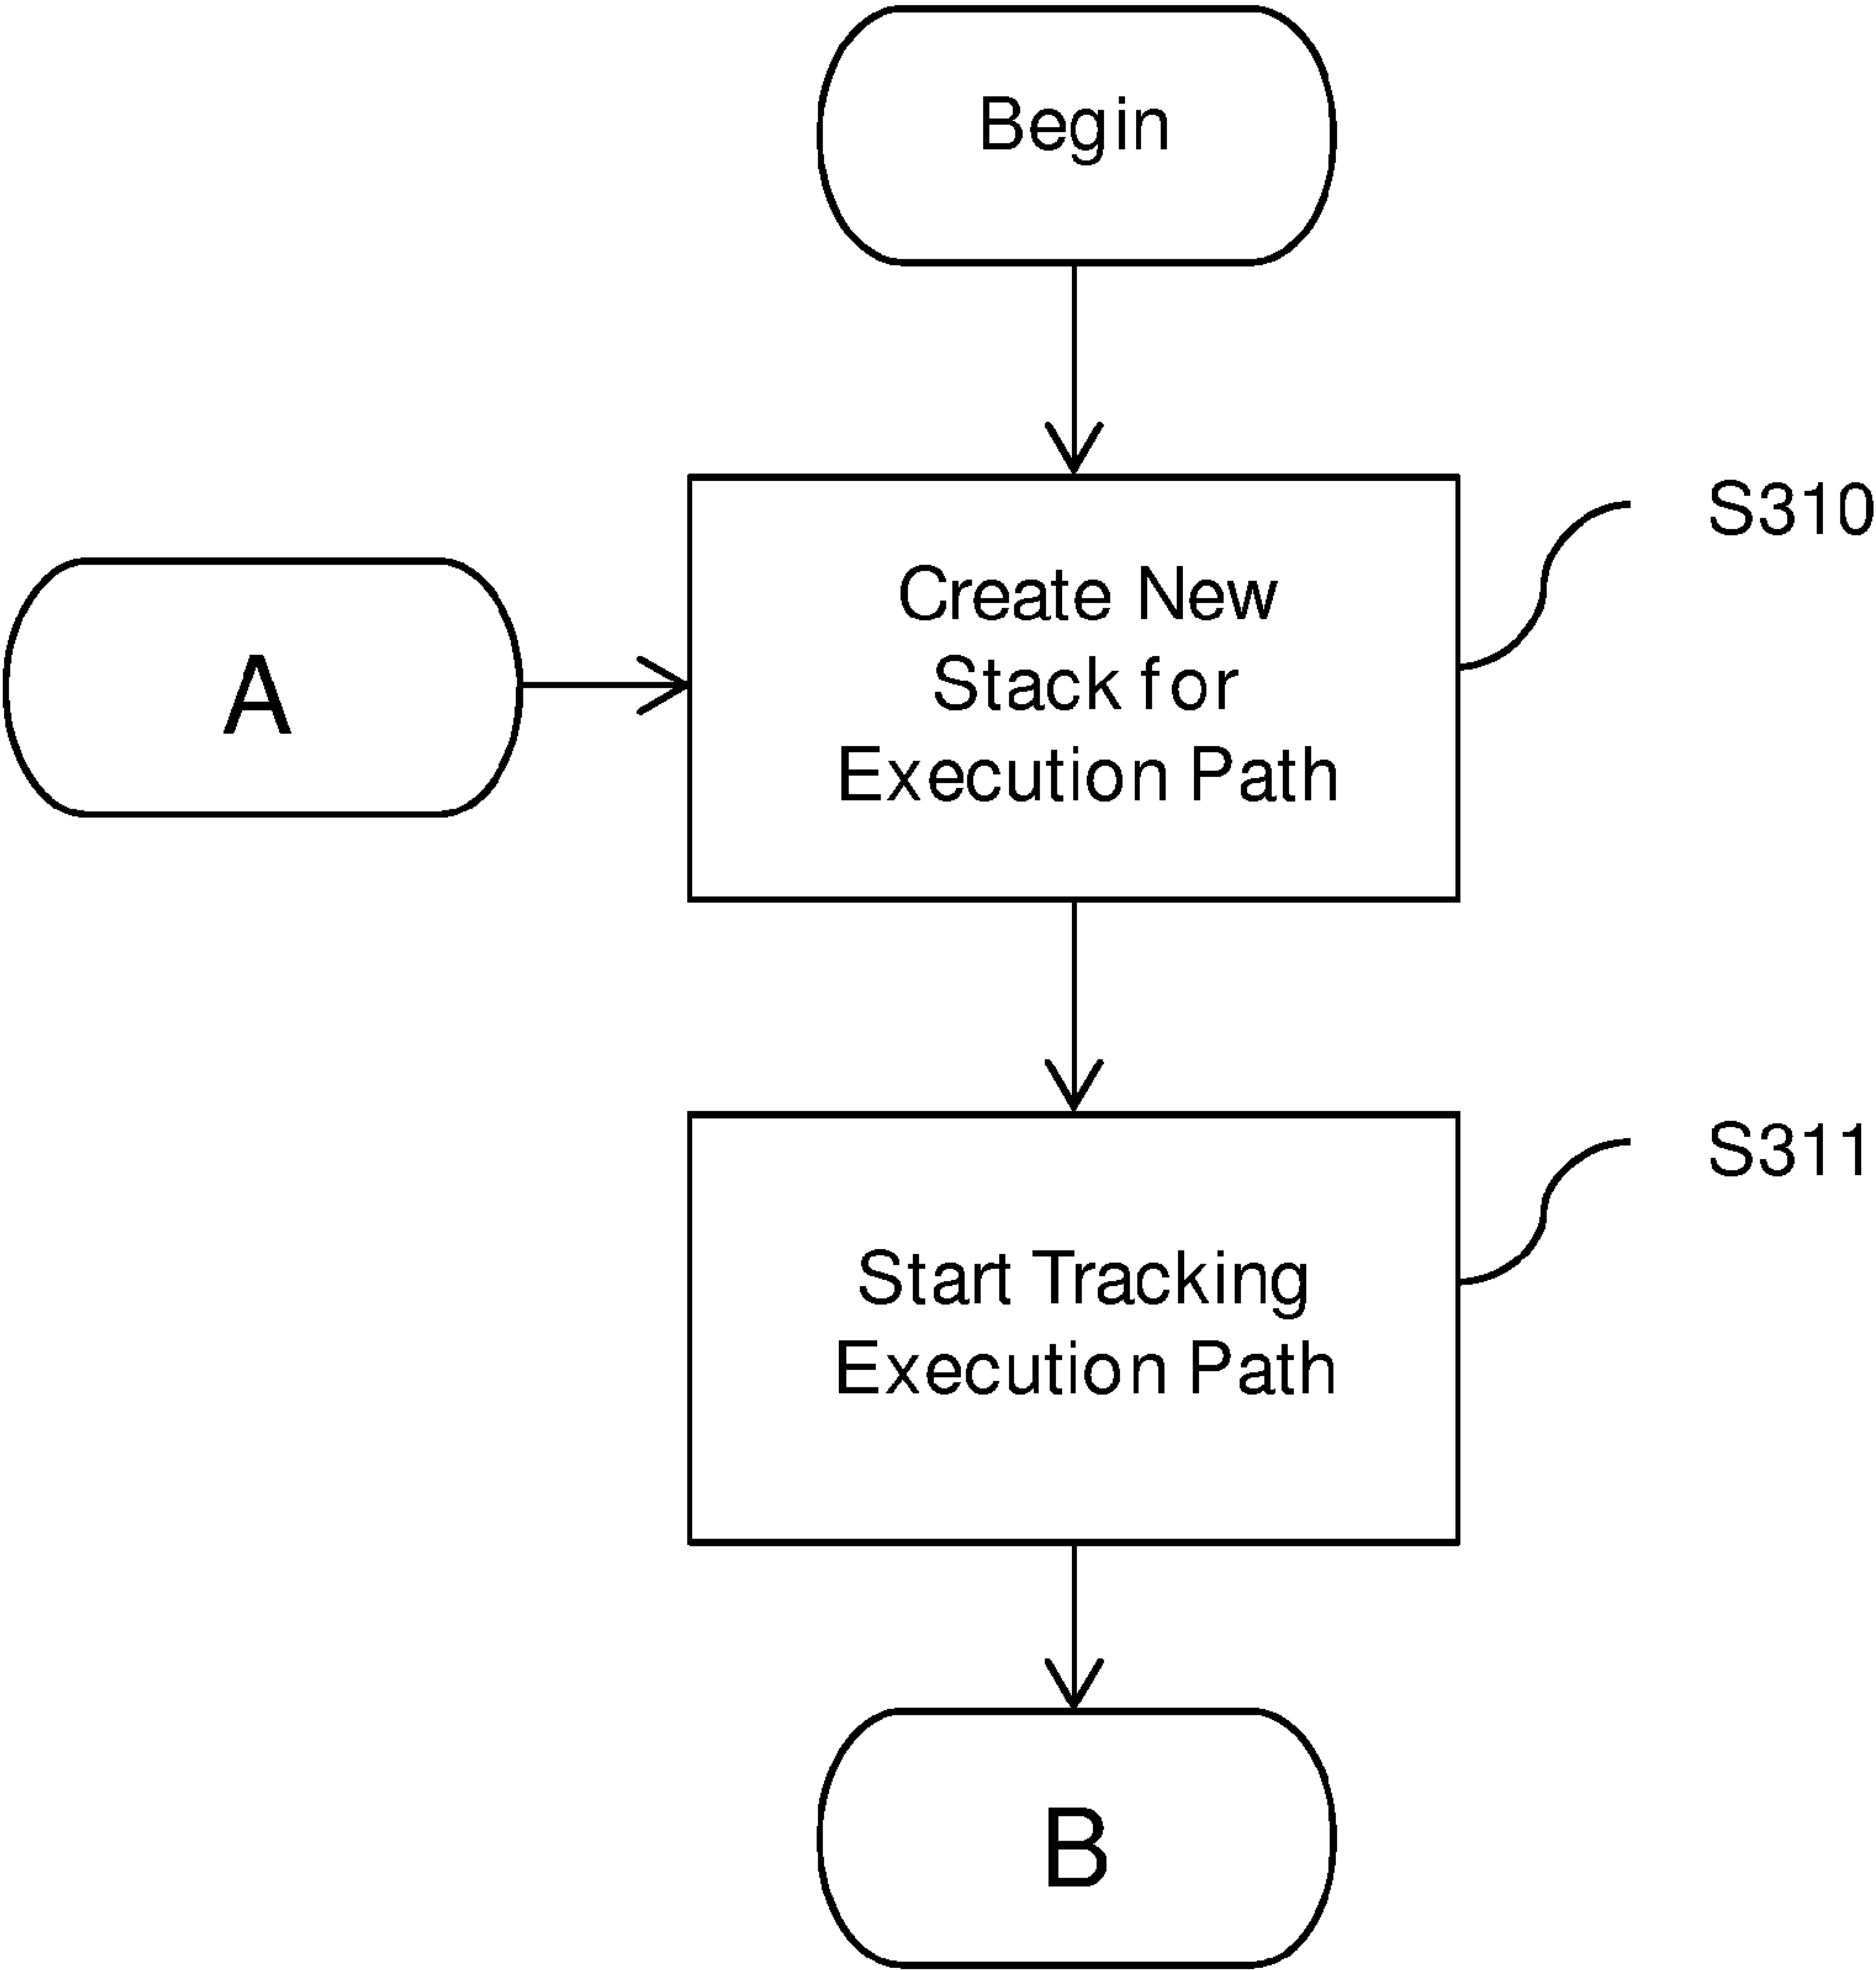 Begin
S310
Create New
Stack for
Execution Path
A
S311
Start Tracking
Execution Path
B